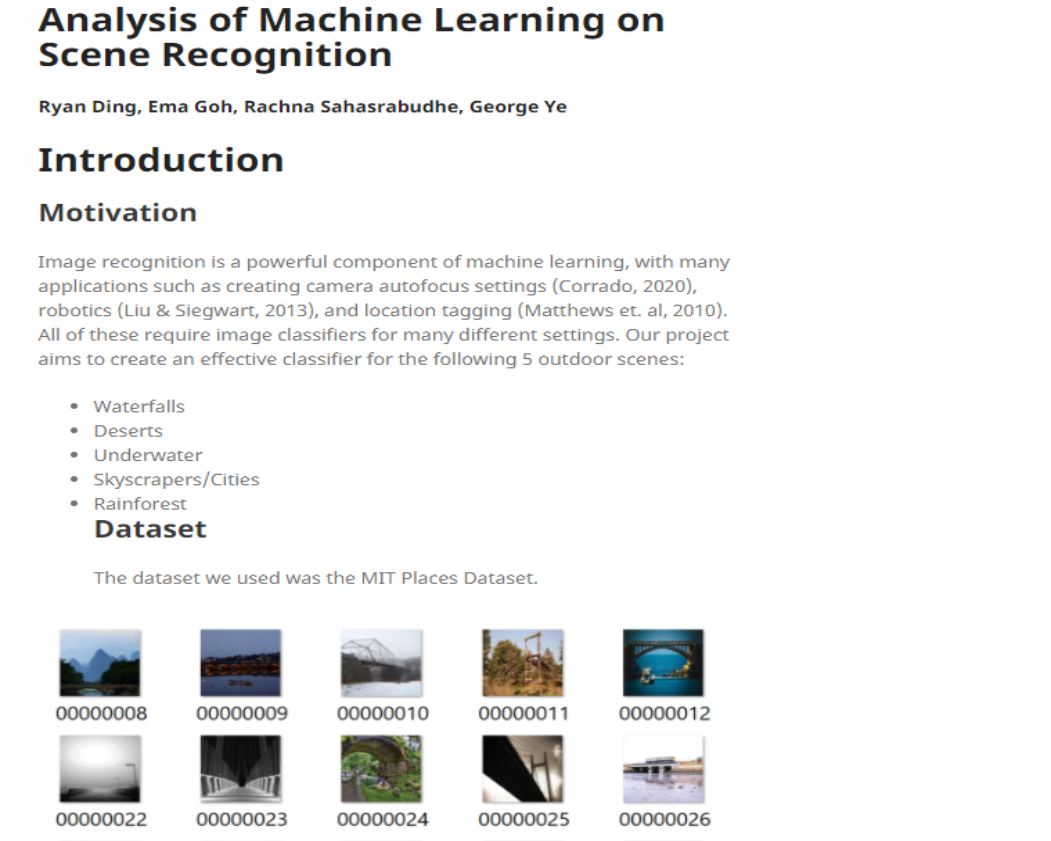 Analysis of Machine Learning on
Scene Recognition
Ryan Ding, Ema Goh, Rachna Sahasrabudhe, George Ye
Introduction
Motivation
Image recognition is a powerful component of machine learning, with many
applications such as creating camera autofocus settings (Corrado, 2020),
robotics (Liu & Siegwart, 2013), and location tagging (Matthews et. al, 2010).
All of these require image classifiers for many different settings. Our project
aims to create an effective classifier for the following 5 outdoor scenes:
• Waterfalls
• Deserts
• Underwater
• Skyscrapers/Cities
• Rainforest
Dataset
The dataset we used was the MIT Places Dataset.
00000008 00000009 00000010 00000011 00000012
00000022 00000023 00000024 00000025 00000026